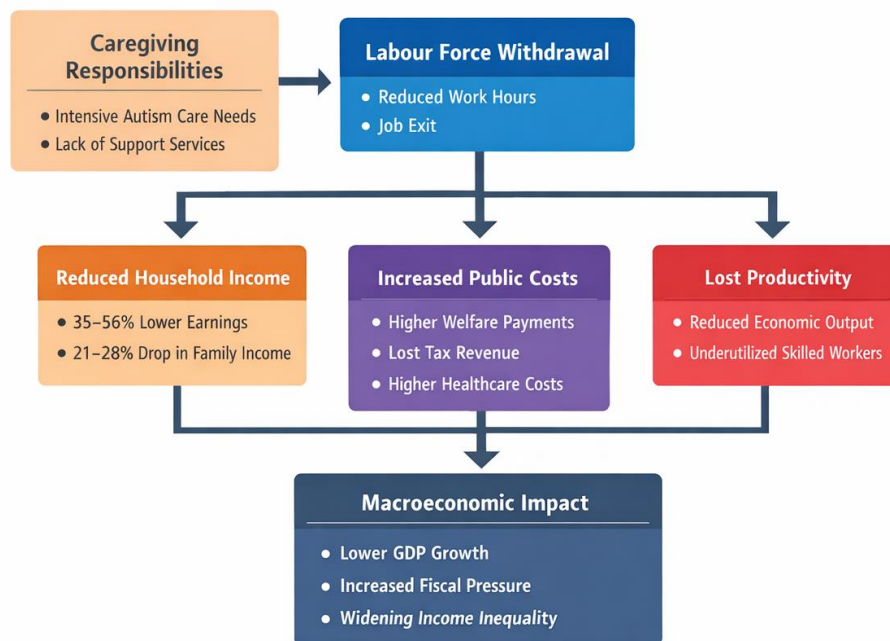 Caregiving
Responsibilities
• Intensive Autism Care Needs
• Lack of Support Services
Labour Force Withdrawal
• Reduced Work Hours
• Job Exit
Reduced Household Income
• 35–56% Lower Earnings
• 21–28% Drop in Family Income
Increased Public Costs
• Higher Welfare Payments
• Lost Tax Revenue
• Higher Healthcare Costs
Lost Productivity
• Reduced Economic Output
• Underutilized Skilled Workers
Macroeconomic Impact
• Lower GDP Growth
• Increased Fiscal Pressure
• Widening Income Inequality